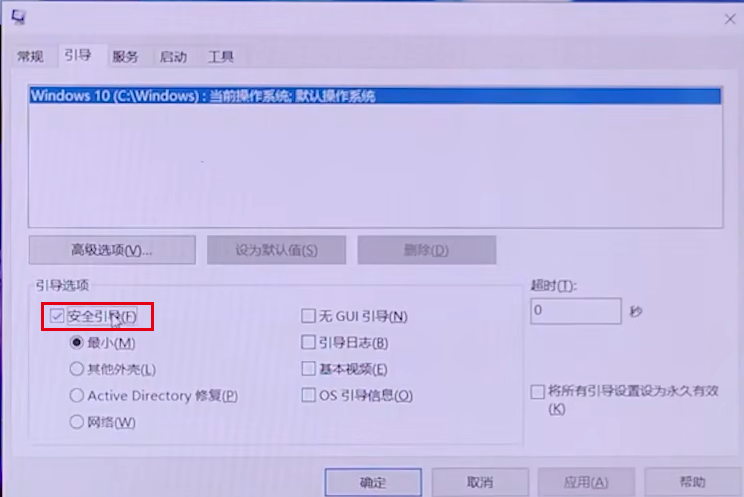 常规 引导 服务 启动 工具
Windows 10 (C:\Windows) : 当前操作系统; 默认操作系统
高级选项(V)... 设为默认值(S) 删除(D)
引导选项 超时(T):
安全引导(F) 无 GUI 引导(N) 0 秒
最小(M) 引导日志(B)
其他外壳(L) 基本视频(E)
Active Directory 修复(P) OS 引导信息(O) 将所有引导设置设为永久有效
(K)
网络(W)
确定 取消 应用(A) 帮助